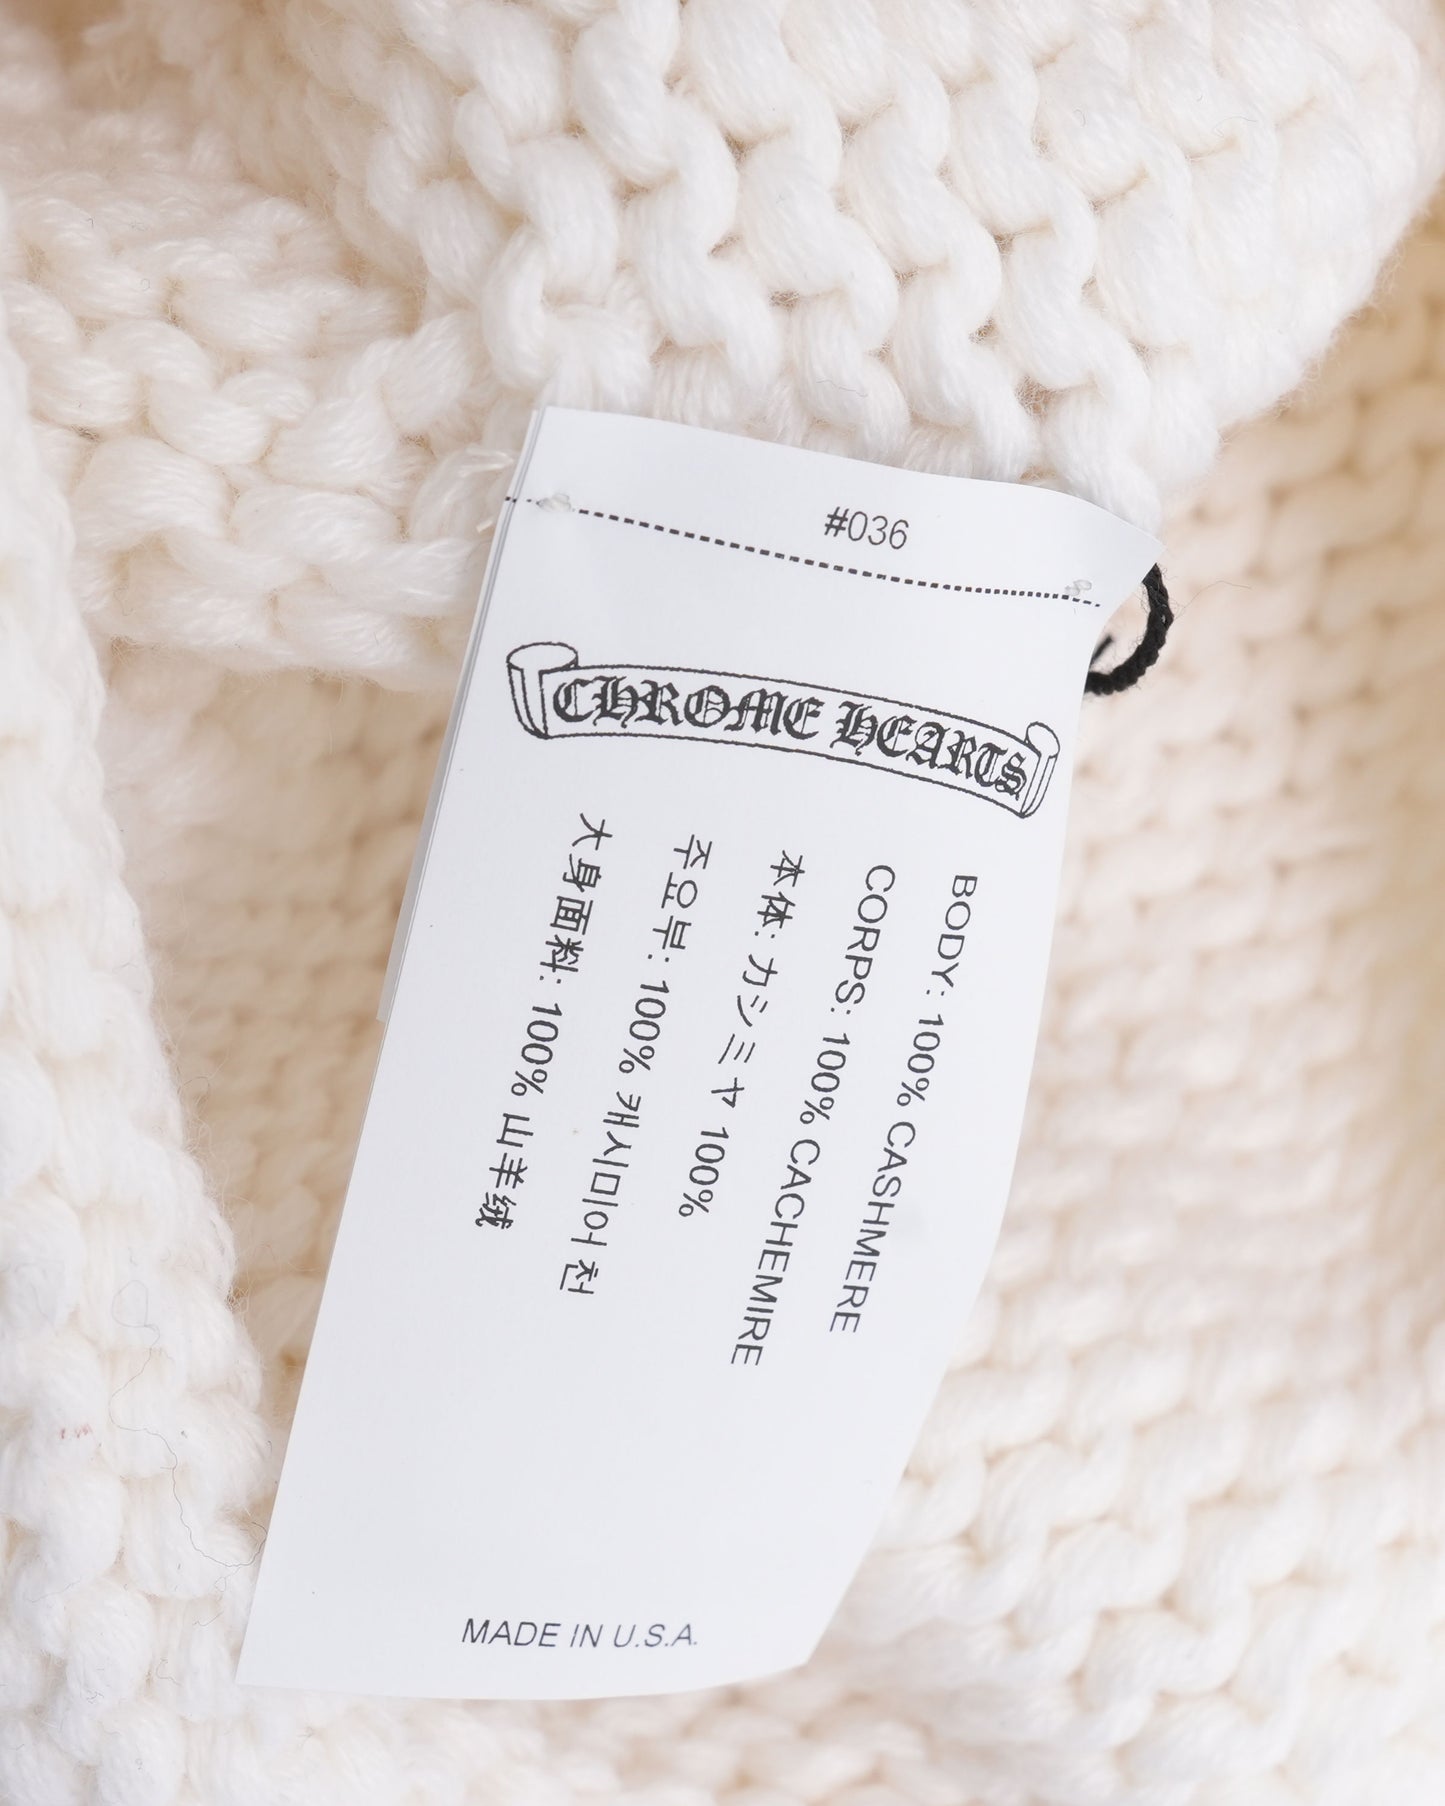 #036
CHROME HEARTS
BODY: 100% CASHMERE
CORPS: 100% CACHEMIRE
本体: カシミヤ 100%
주요부: 100% 캐시미어 천
大身面料: 100% 山羊绒
MADE IN U.S.A.